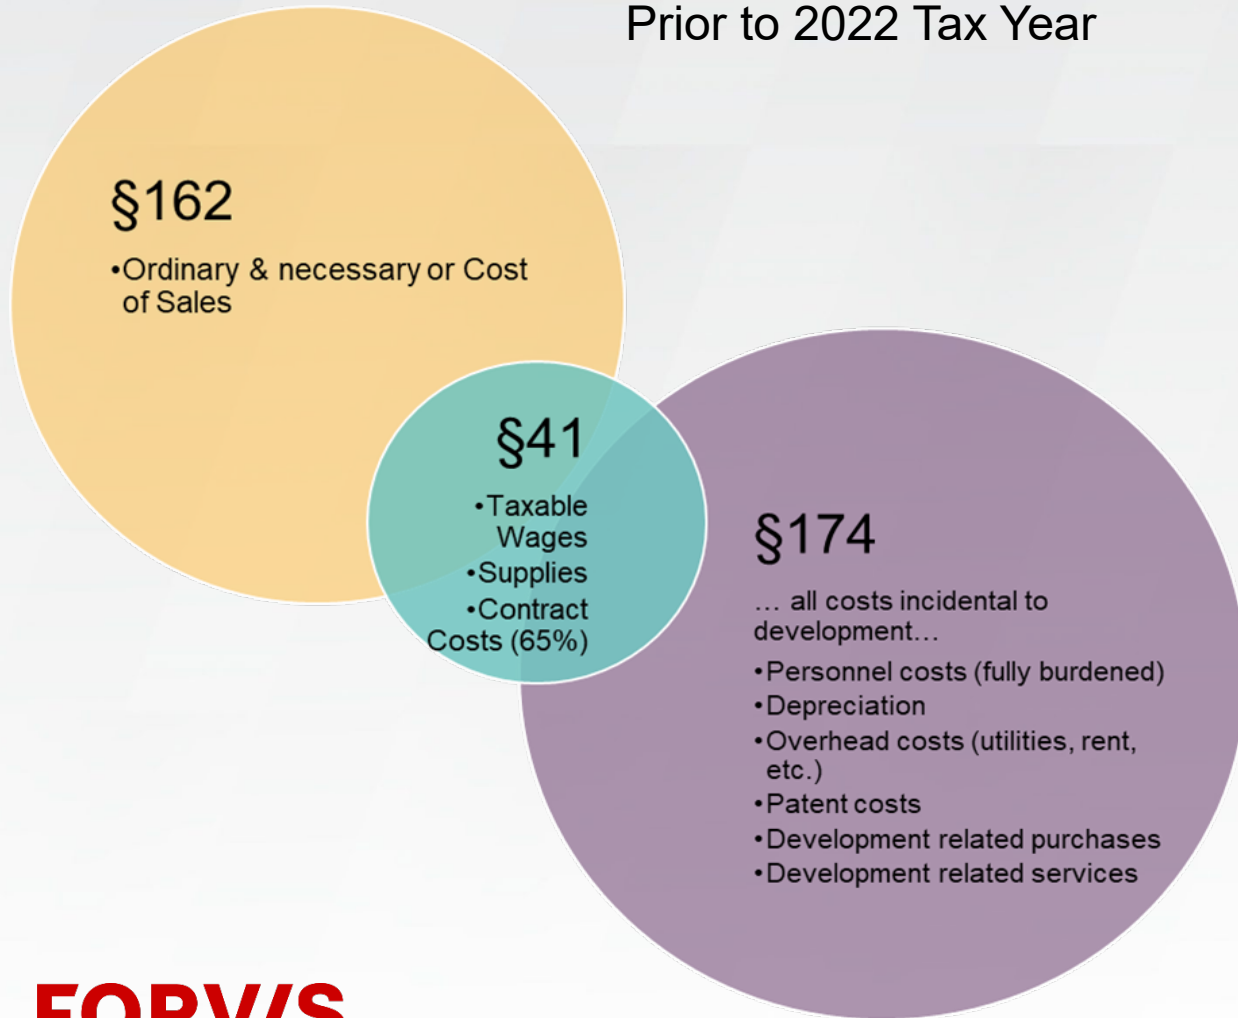 Prior to 2022 Tax Year
§162
•Ordinary & necessary or Cost
of Sales
§41
•Taxable
Wages
•Supplies
•Contract
Costs (65%)
§174
… all costs incidental to
development…
•Personnel costs (fully burdened)
•Depreciation
•Overhead costs (utilities, rent,
etc.)
•Patent costs
•Development related purchases
•Development related services
FORV/S